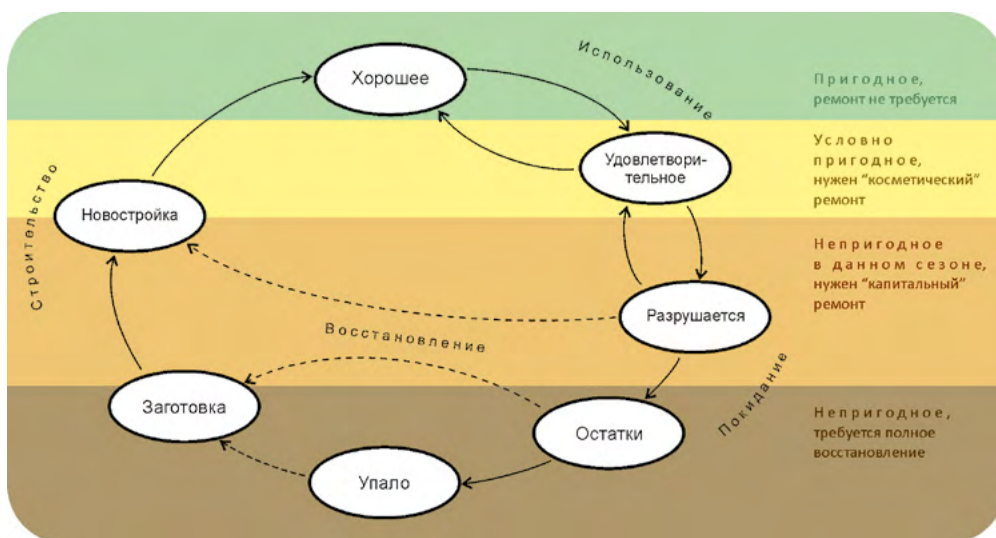 Хорошее
Использование
Пригодное,
ремонт не требуется
Удовлетвори-
тельное
Условно
пригодное,
нужен “косметический”
ремонт
Строительство
Новостройка
Непригодное
в данном сезоне,
нужен “капитальный”
ремонт
Разрушается
Восстановление
Покидание
Заготовка
Остатки
Непригодное,
требуется полное
восстановление
Упало